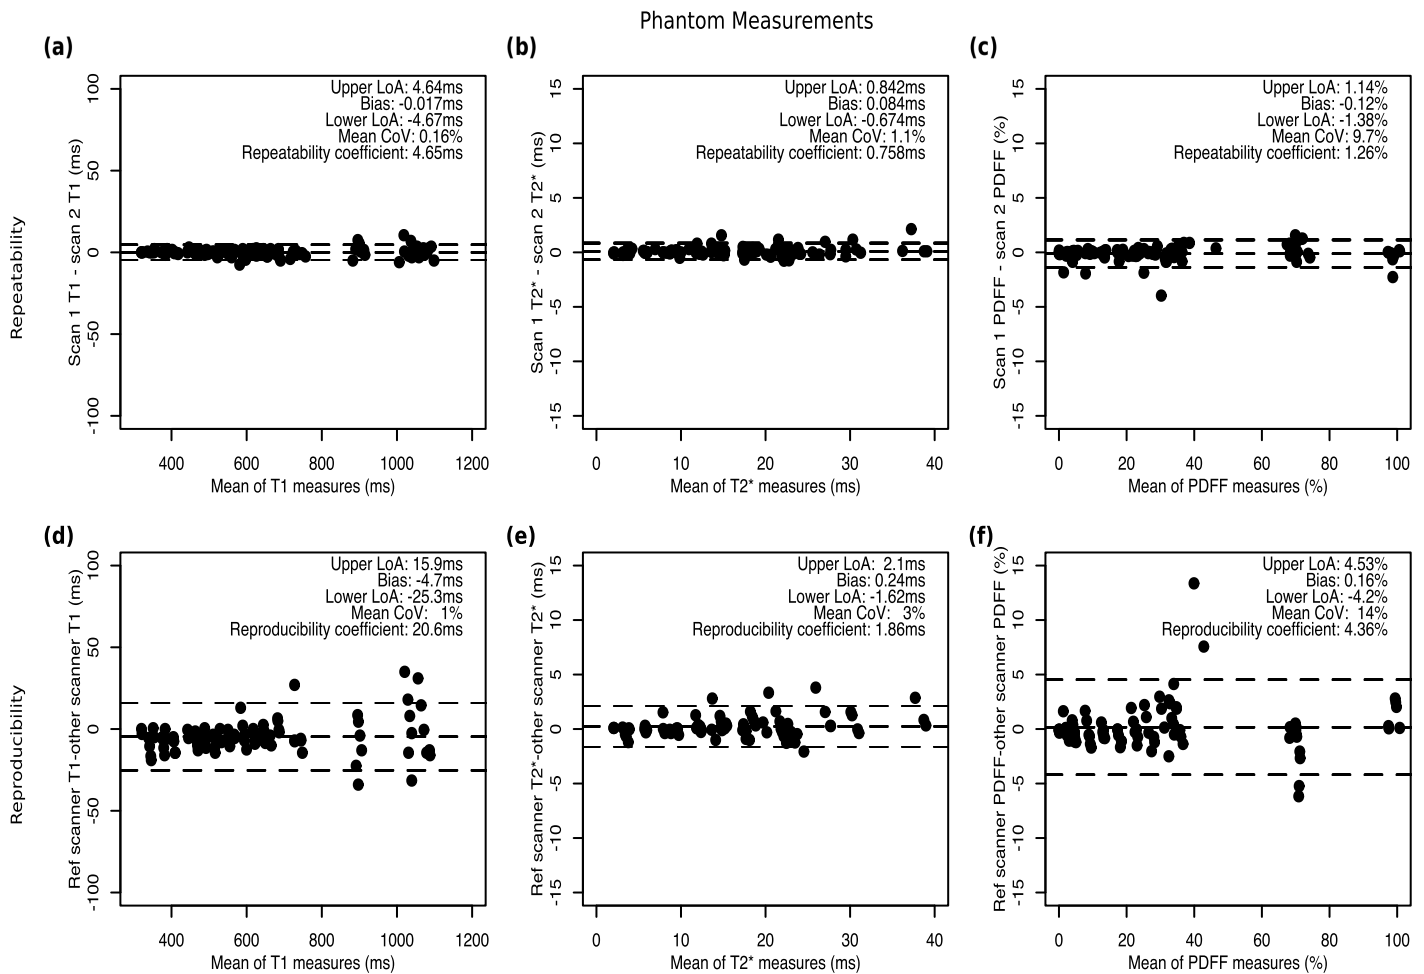 Phantom Measurements
(a)
Repeatability
Scan 1 T1 - scan 2 T1 (ms)
100
50
0
-50
-100
Upper LoA: 4.64ms
Bias: -0.017ms
Lower LoA: -4.67ms
Mean CoV: 0.16%
Repeatability coefficient: 4.65ms
400 600 800 1000 1200
Mean of T1 measures (ms)
(b)
Scan 1 T2* - scan 2 T2* (ms)
15
10
5
0
-5
-10
-15
Upper LoA: 0.842ms
Bias: 0.084ms
Lower LoA: -0.674ms
Mean CoV: 1.1%
Repeatability coefficient: 0.758ms
0 10 20 30 40
Mean of T2* measures (ms)
(c)
Scan 1 PDFF - scan 2 PDFF (%)
15
10
5
0
-5
-10
-15
Upper LoA: 1.14%
Bias: -0.12%
Lower LoA: -1.38%
Mean CoV: 9.7%
Repeatability coefficient: 1.26%
0 20 40 60 80 100
Mean of PDFF measures (%)
(d)
Reproducibility
Ref scanner T1-other scanner T1 (ms)
100
50
0
-50
-100
Upper LoA: 15.9ms
Bias: -4.7ms
Lower LoA: -25.3ms
Mean CoV: 1%
Reproducibility coefficient: 20.6ms
400 600 800 1000 1200
Mean of T1 measures (ms)
(e)
Ref scanner T2*-other scanner T2* (ms)
15
10
5
0
-5
-10
-15
Upper LoA: 2.1ms
Bias: 0.24ms
Lower LoA: -1.62ms
Mean CoV: 3%
Reproducibility coefficient: 1.86ms
0 10 20 30 40
Mean of T2* measures (ms)
(f)
Ref scanner PDFF-other scanner PDFF (%)
15
10
5
0
-5
-10
-15
Upper LoA: 4.53%
Bias: 0.16%
Lower LoA: -4.2%
Mean CoV: 14%
Reproducibility coefficient: 4.36%
0 20 40 60 80 100
Mean of PDFF measures (%)